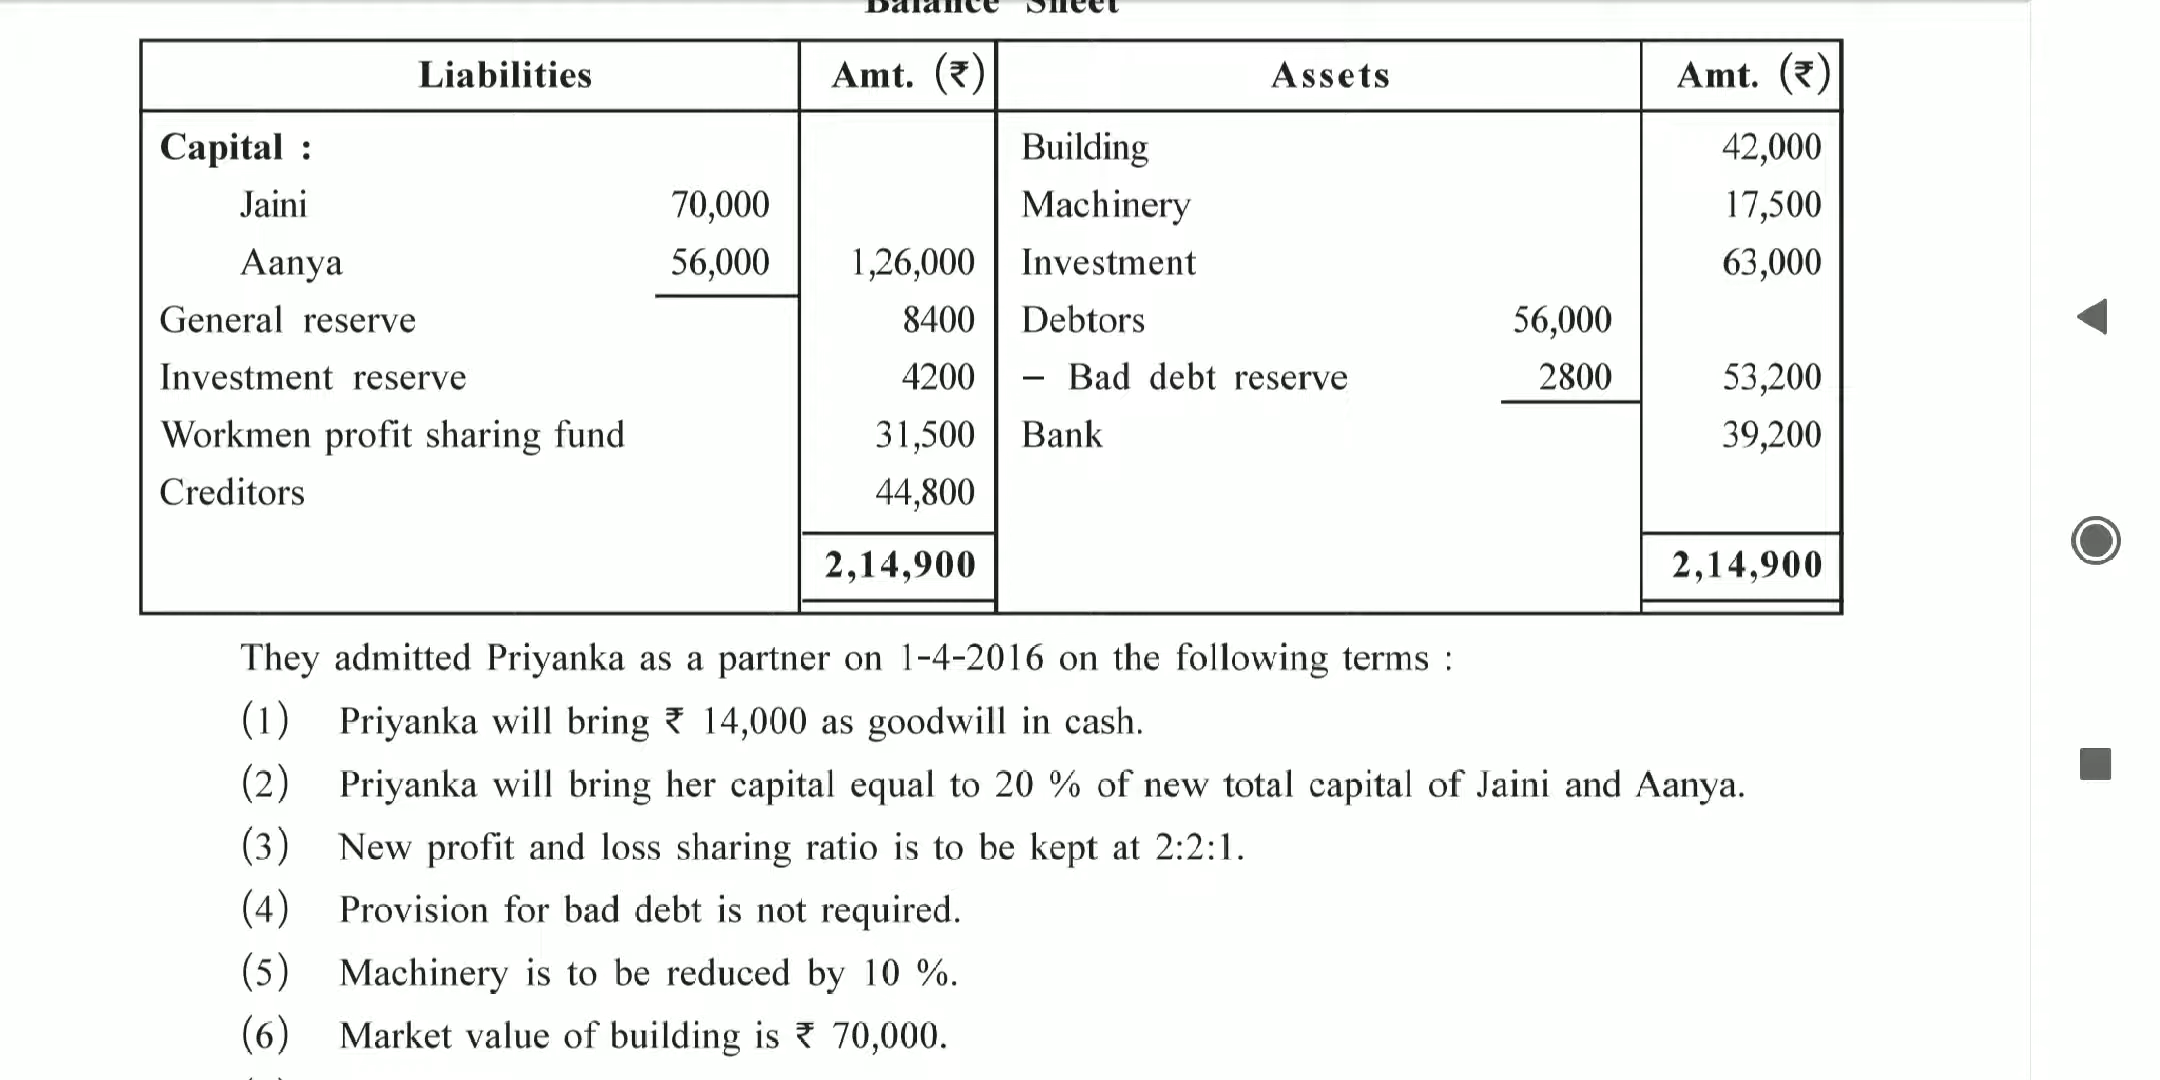 Balance Sheet
Liabilities Amt. (₹) Assets Amt. (₹)
Capital : Building 42,000
Jaini 70,000 Machinery 17,500
Aanya 56,000 1,26,000 Investment 63,000
General reserve 8400 Debtors 56,000
Investment reserve 4200 – Bad debt reserve 2800 53,200
Workmen profit sharing fund 31,500 Bank 39,200
Creditors 44,800
2,14,900 2,14,900
They admitted Priyanka as a partner on 1-4-2016 on the following terms :
(1) Priyanka will bring ₹ 14,000 as goodwill in cash.
(2) Priyanka will bring her capital equal to 20 % of new total capital of Jaini and Aanya.
(3) New profit and loss sharing ratio is to be kept at 2:2:1.
(4) Provision for bad debt is not required.
(5) Machinery is to be reduced by 10 %.
(6) Market value of building is ₹ 70,000.